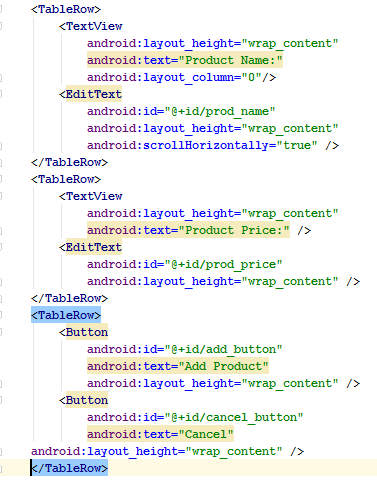 <TableRow>
<TextView
android:layout_height="wrap_content"
android:text="Product Name:"
android:layout_column="0"/>
<EditText
android:id="@+id/prod_name"
android:layout_height="wrap_content"
android:scrollHorizontally="true" />
</TableRow>
<TableRow>
<TextView
android:layout_height="wrap_content"
android:text="Product Price:" />
<EditText
android:id="@+id/prod_price"
android:layout_height="wrap_content" />
</TableRow>
<TableRow>
<Button
android:id="@+id/add_button"
android:text="Add Product"
android:layout_height="wrap_content" />
<Button
android:id="@+id/cancel_button"
android:text="Cancel"
android:layout_height="wrap_content" />
</TableRow>